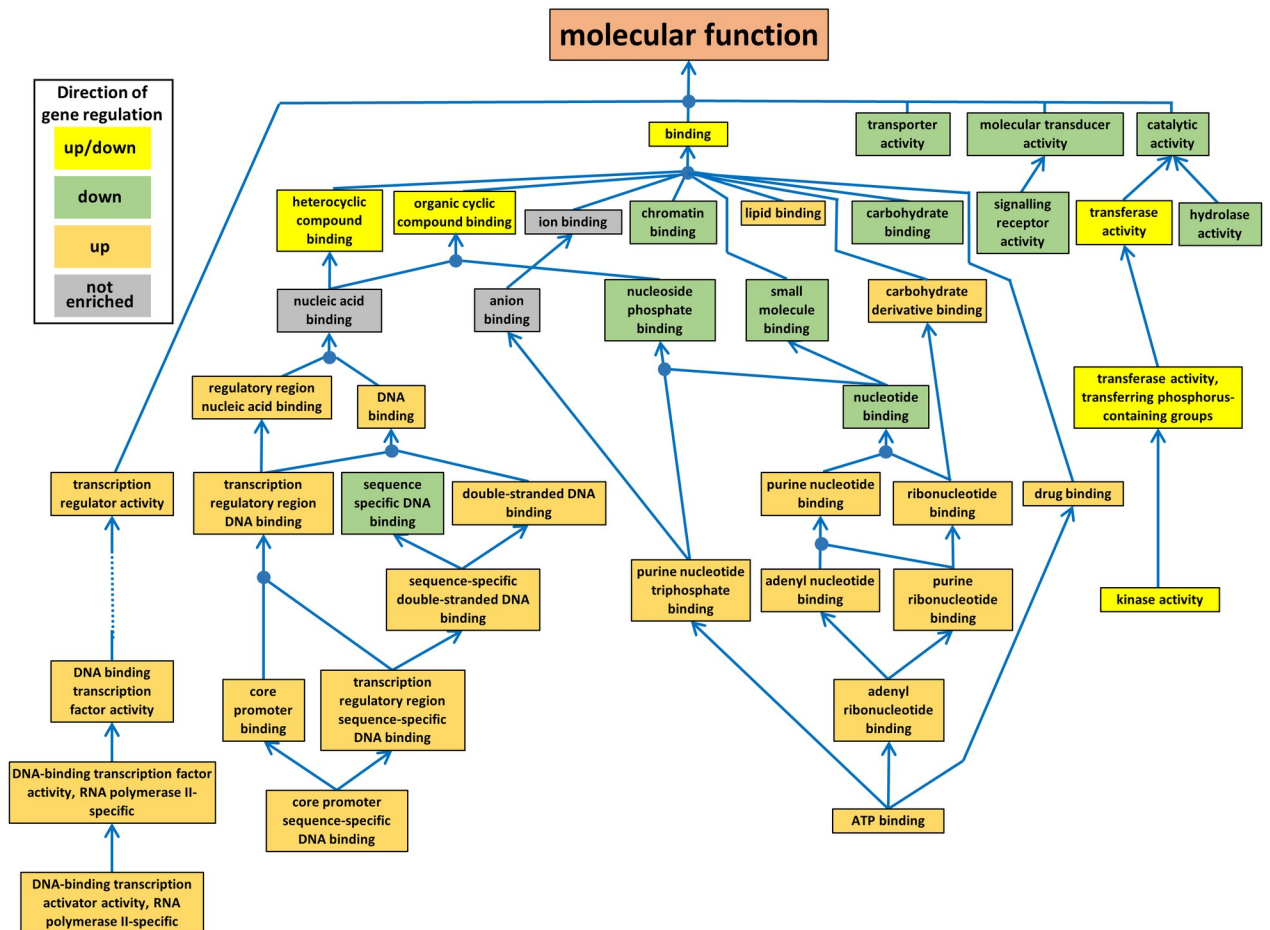 molecular function
Direction of
gene regulation
up/down
down
up
not
enriched
binding
transporter
activity
molecular transducer
activity
catalytic
activity
heterocyclic
compound
binding
organic cyclic
compound binding
ion binding
chromatin
binding
lipid binding
carbohydrate
binding
signalling
receptor
activity
transferase
activity
hydrolase
activity
nucleic acid
binding
anion
binding
nucleoside
phosphate
binding
small
molecule
binding
carbohydrate
derivative binding
regulatory region
nucleic acid binding
DNA
binding
nucleotide
binding
transferase activity,
transferring phosphorus-
containing groups
transcription
regulator activity
transcription
regulatory region
DNA binding
sequence
specific DNA
binding
double-stranded DNA
binding
purine nucleotide
binding
ribonucleotide
binding
drug binding
sequence-specific
double-stranded DNA
binding
purine nucleotide
triphosphate
binding
adenyl nucleotide
binding
purine
ribonucleotide
binding
kinase activity
DNA binding
transcription
factor activity
core
promoter
binding
transcription
regulatory region
sequence-specific
DNA binding
adenyl
ribonucleotide
binding
DNA-binding transcription factor
activity, RNA polymerase II-
specific
core promoter
sequence-specific
DNA binding
ATP binding
DNA-binding transcription
activator activity, RNA
polymerase II-specific